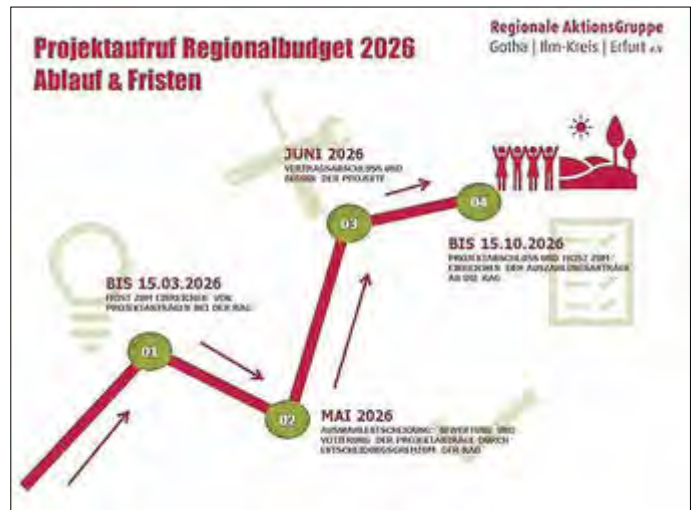 Projektaufruf Regionalbudget 2026
Ablauf & Fristen
Regionale AktionsGruppe
Gotha | Ilm-Kreis | Erfurt e.V
01
BIS 15.03.2026
FRIST ZUM EINREICHEN VON
PROJEKTANTRÄGEN BEI DER RAG
02
MAI 2026
AUSWAHLENTSCHEIDUNG: BEWERTUNG UND
VOTIERUNG DER PROJEKTANTRÄGE DURCH
ENTSCHEIDUNGSGREMIUM DER RAG
03
JUNI 2026
VERTRAGSABSCHLUSS UND
BEGINN DER PROJEKTE
04
BIS 15.10.2026
PROJEKTABSCHLUSS UND FRIST ZUM
EINREICHEN DER AUSZAHLUNGSANTRÄGE
AN DIE RAG